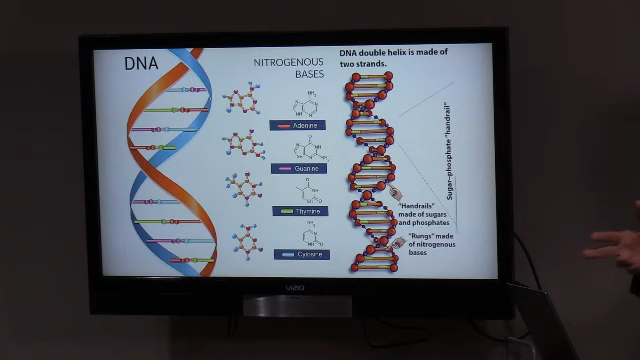 DNA
NITROGENOUS
BASES
Adenine
Guanine
Thymine
Cytosine
DNA double helix is made of
two strands.
Sugar-phosphate "handrail"
"Handrails"
made of sugars
and phosphates
"Rungs" made
of nitrogenous
bases
VIZIO